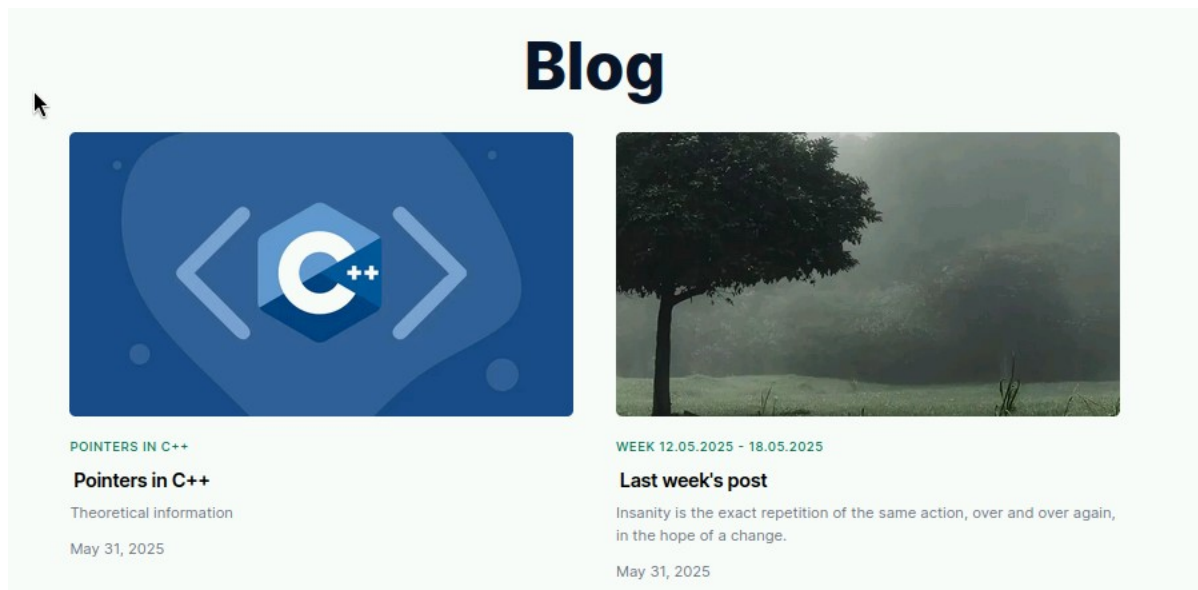 Blog
C++
POINTERS IN C++
Pointers in C++
Theoretical information
May 31, 2025
WEEK 12.05.2025 - 18.05.2025
Last week's post
Insanity is the exact repetition of the same action, over and over again,
in the hope of a change.
May 31, 2025